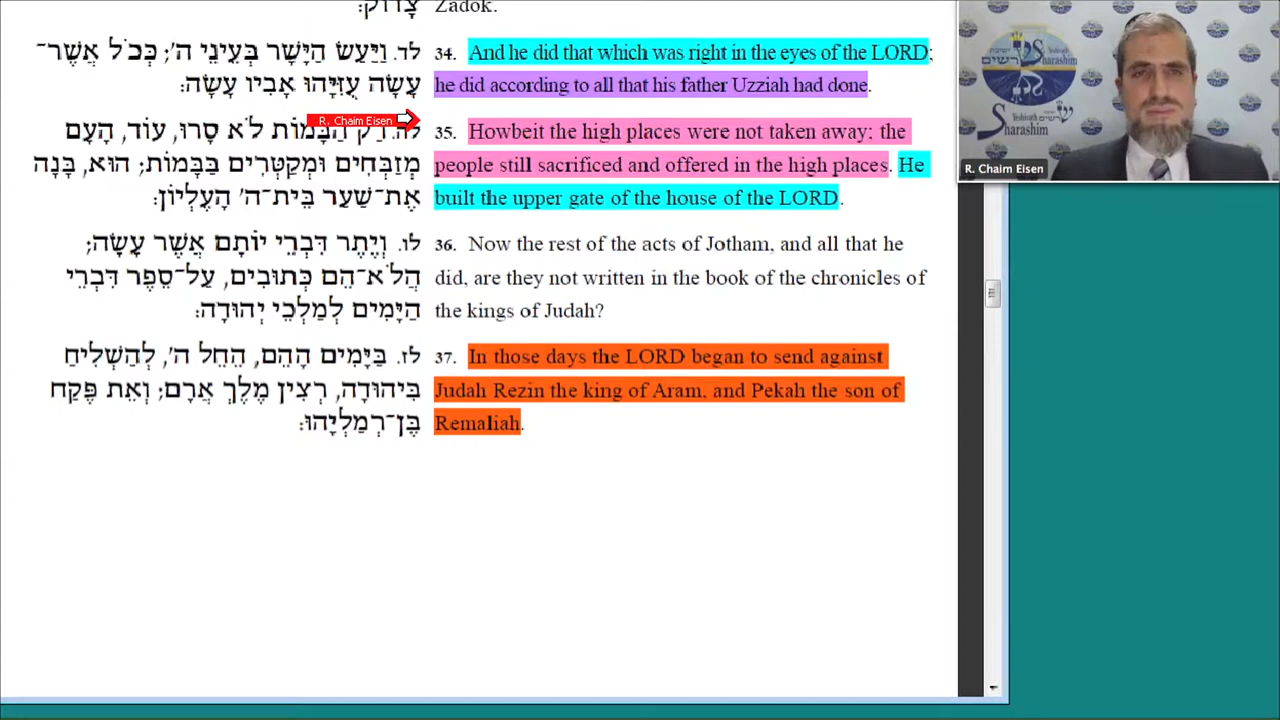 צָדוֹק:
Zadok.
לד. וַיַּעַשׂ הַיָּשָׁר בְּעֵינֵי ה'; כְּכֹל אֲשֶׁר־
עָשָׂה עֻזִּיָּהוּ אָבִיו עָשָׂה:
34. And he did that which was right in the eyes of the LORD;
he did according to all that his father Uzziah had done.
R. Chaim Eisen
לה. רַק הַבָּמוֹת לֹא סָרוּ, עוֹד, הָעָם
מְזַבְּחִים וּמְקַטְּרִים בַּבָּמוֹת; הוּא, בָּנָה
אֶת־שַׁעַר בֵּית־ה' הָעֶלְיוֹן:
35. Howbeit the high places were not taken away; the
people still sacrificed and offered in the high places. He
built the upper gate of the house of the LORD.
לו. וְיֶתֶר דִּבְרֵי יוֹתָם אֲשֶׁר עָשָׂה;
הֲלֹא־הֵם כְּתוּבִים, עַל־סֵפֶר דִּבְרֵי
הַיָּמִים לְמַלְכֵי יְהוּדָה:
36. Now the rest of the acts of Jotham, and all that he
did, are they not written in the book of the chronicles of
the kings of Judah?
לז. בַּיָּמִים הָהֵם, הֵחֵל ה', לְהַשְׁלִיחַ
בִּיהוּדָה, רְצִין מֶלֶךְ אֲרָם; וְאֵת פֶּקַח
בֶּן־רְמַלְיָהוּ:
37. In those days the LORD began to send against
Judah Rezin the king of Aram, and Pekah the son of
Remaliah.
Yeshivath
Sharashim
ישיבת
שרשים
R. Chaim Eisen